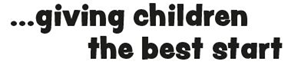 ...giving children
the best start